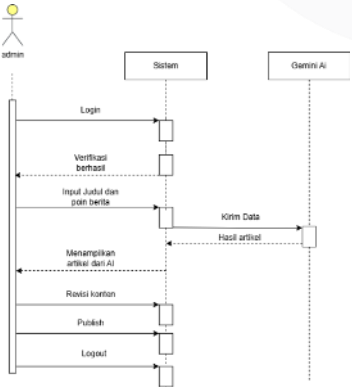 admin
Sistem
Gemini Ai
Login
Verifikasi
berhasil
Input Judul dan
poin berita
Kirim Data
Hasil artikel
Menampilkan
artikel dari AI
Revisi konten
Publish
Logout